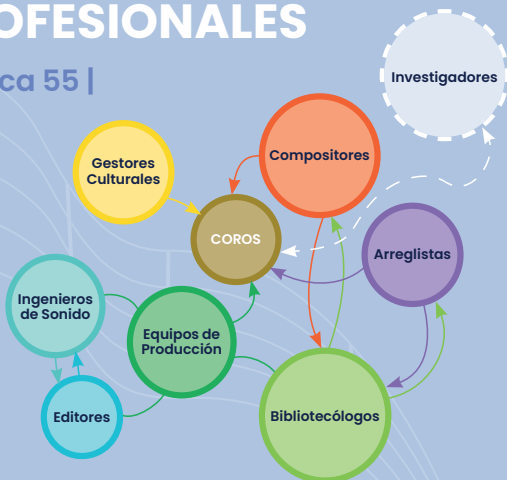 OFESIONALES
ca 55 |
Investigadores
Compositores
Gestores
Culturales
COROS
Arreglistas
Ingenieros
de Sonido
Equipos de
Producción
Editores
Bibliotecólogos